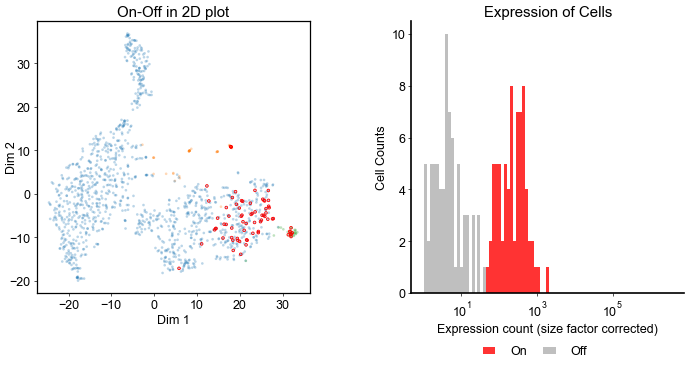 On-Off in 2D plot
Expression of Cells
Dim 2
30
20
10
0
−10
−20
−20 −10 0 10 20 30
Dim 1
Cell Counts
10
8
6
4
2
0
10^1 10^3 10^5
Expression count (size factor corrected)
On Off